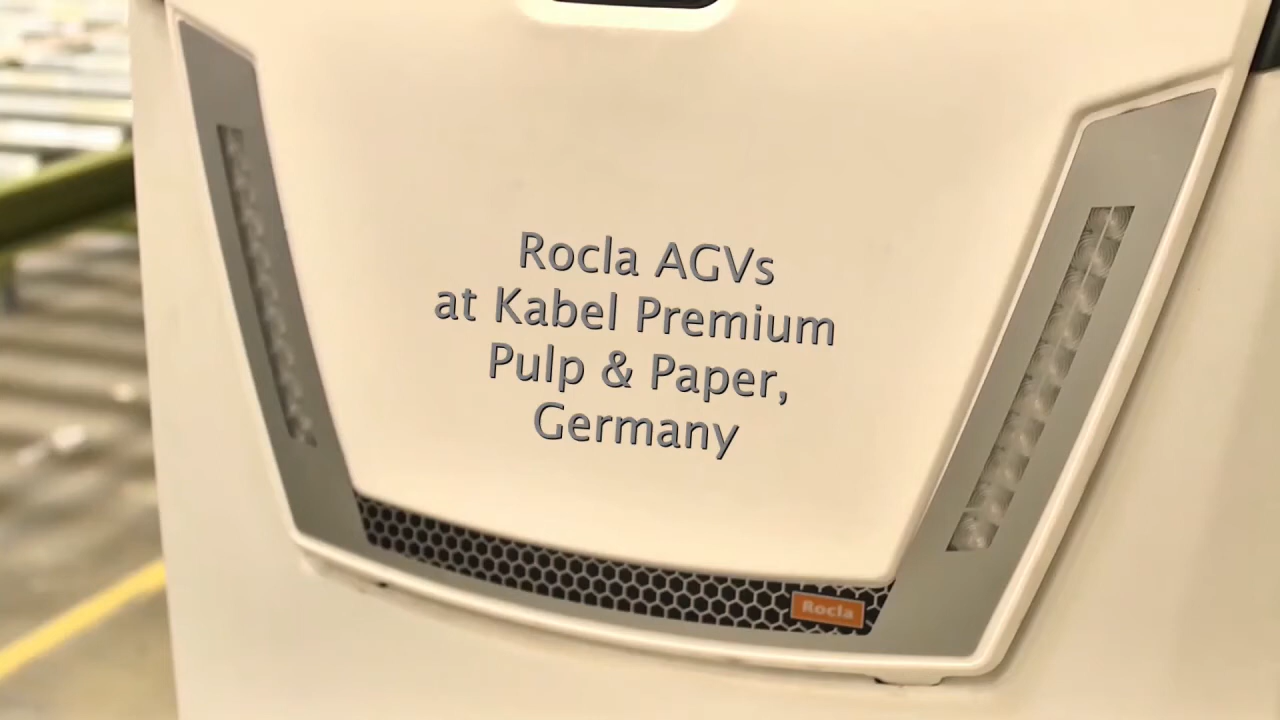 Rocla AGVs
at Kabel Premium
Pulp & Paper,
Germany
Rocla